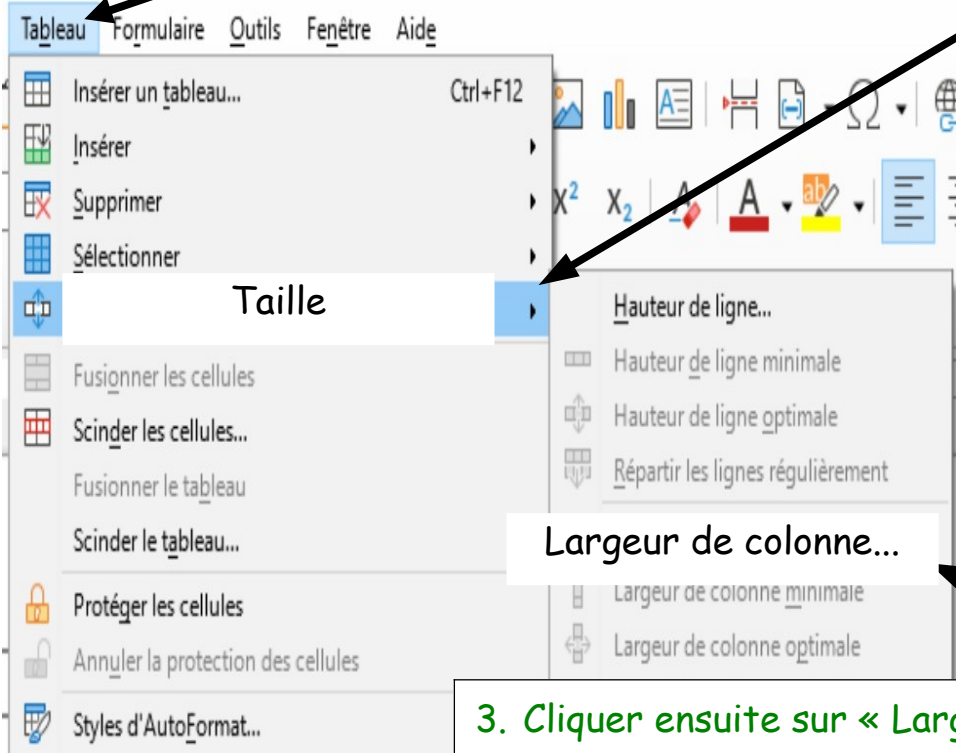 Tableau Formulaire Outils Fenêtre Aide
Insérer un tableau... Ctrl+F12
Insérer
Supprimer
Sélectionner
Taille
Fusionner les cellules
Scinder les cellules...
Fusionner le tableau
Scinder le tableau...
Protéger les cellules
Annuler la protection des cellules
Styles d'AutoFormat...
A Ω
X² X₂ A A ab
Hauteur de ligne...
Hauteur de ligne minimale
Hauteur de ligne optimale
Répartir les lignes régulièrement
Largeur de colonne...
Largeur de colonne minimale
Largeur de colonne optimale
3. Cliquer ensuite sur « Larg